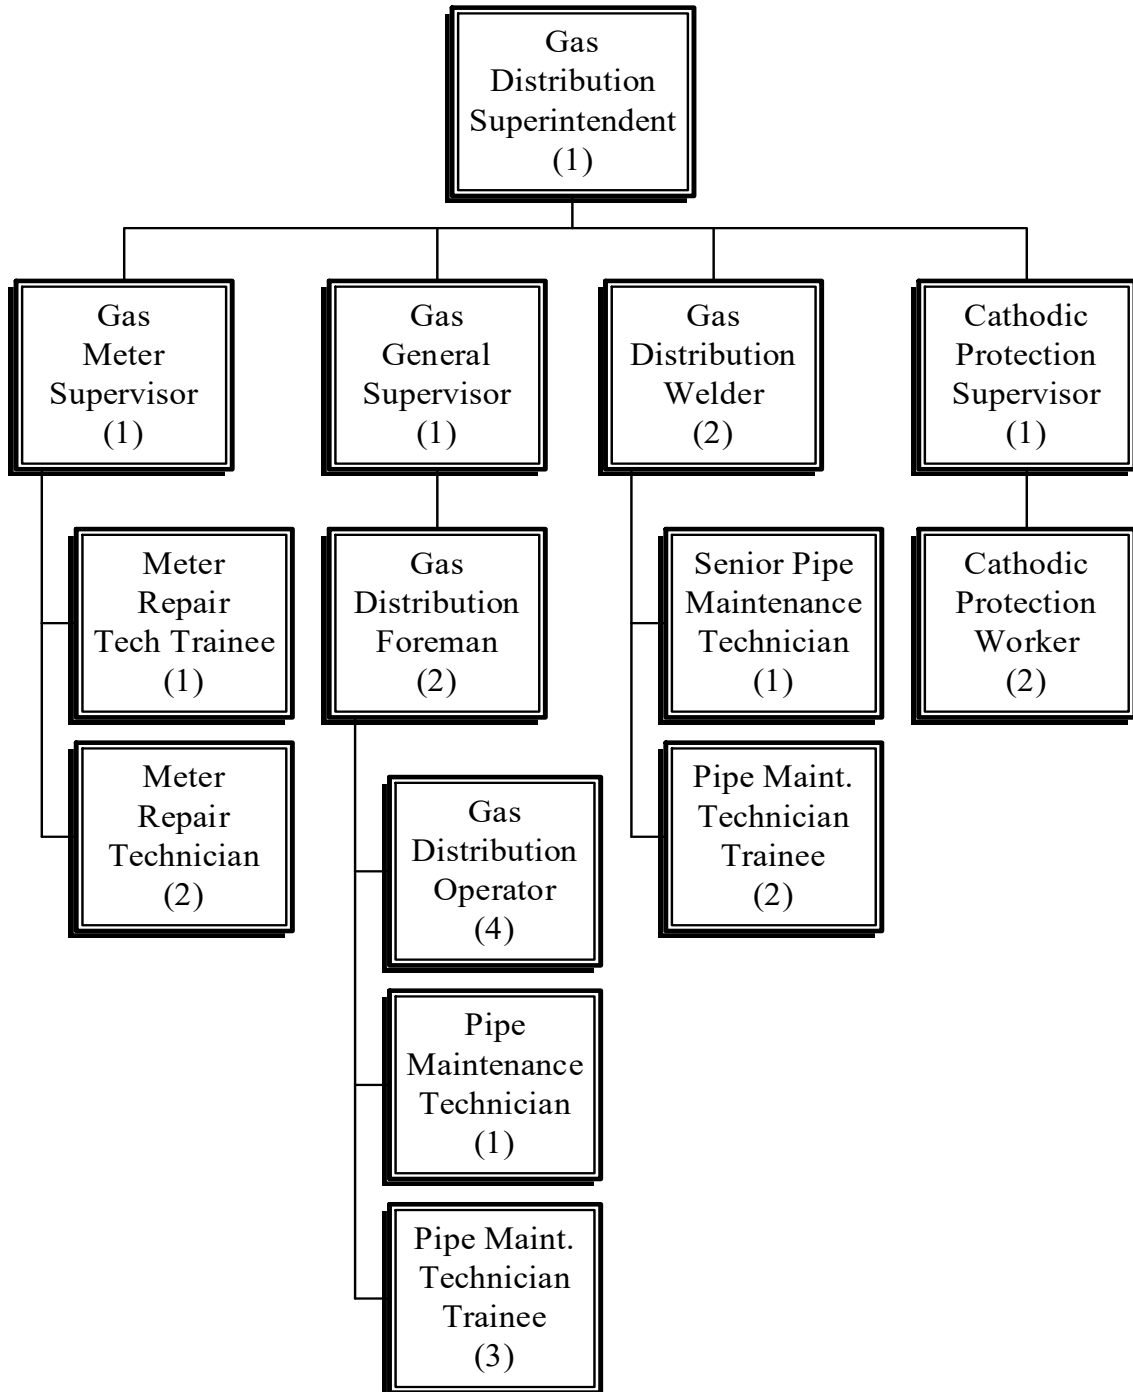 Gas
Distribution
Superintendent
(1)
Gas
Meter
Supervisor
(1)
Gas
General
Supervisor
(1)
Gas
Distribution
Welder
(2)
Cathodic
Protection
Supervisor
(1)
Meter
Repair
Tech Trainee
(1)
Gas
Distribution
Foreman
(2)
Senior Pipe
Maintenance
Technician
(1)
Cathodic
Protection
Worker
(2)
Meter
Repair
Technician
(2)
Gas
Distribution
Operator
(4)
Pipe Maint.
Technician
Trainee
(2)
Pipe
Maintenance
Technician
(1)
Pipe Maint.
Technician
Trainee
(3)